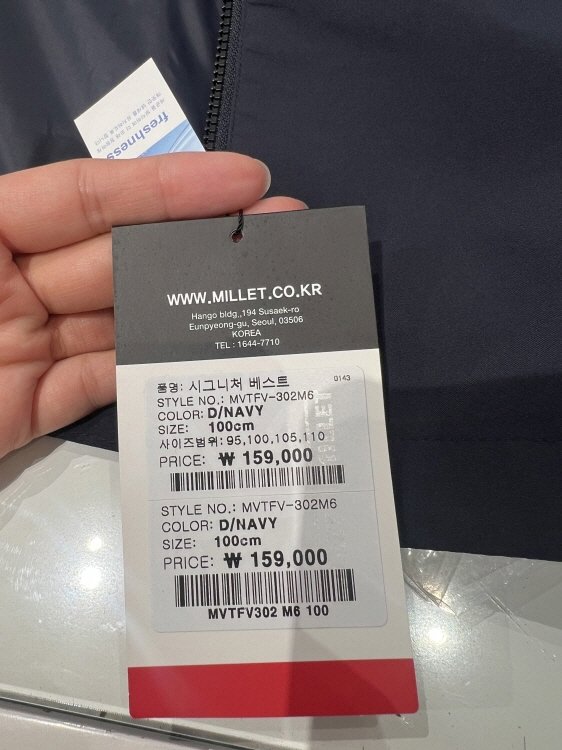 freshness
WWW.MILLET.CO.KR
Hango bldg.,194 Susaek-ro
Eunpyeong-gu, Seoul, 03506
KOREA
TEL : 1644-7710
품명: 시그니처 베스트 0143
STYLE NO.: MVTFV-302M6
COLOR: D/NAVY
SIZE: 100cm
사이즈범위: 95,100,105,110
PRICE: ₩ 159,000
STYLE NO.: MVTFV-302M6
COLOR: D/NAVY
SIZE: 100cm
PRICE: ₩ 159,000
MVTFV302 M6 100
MILLET